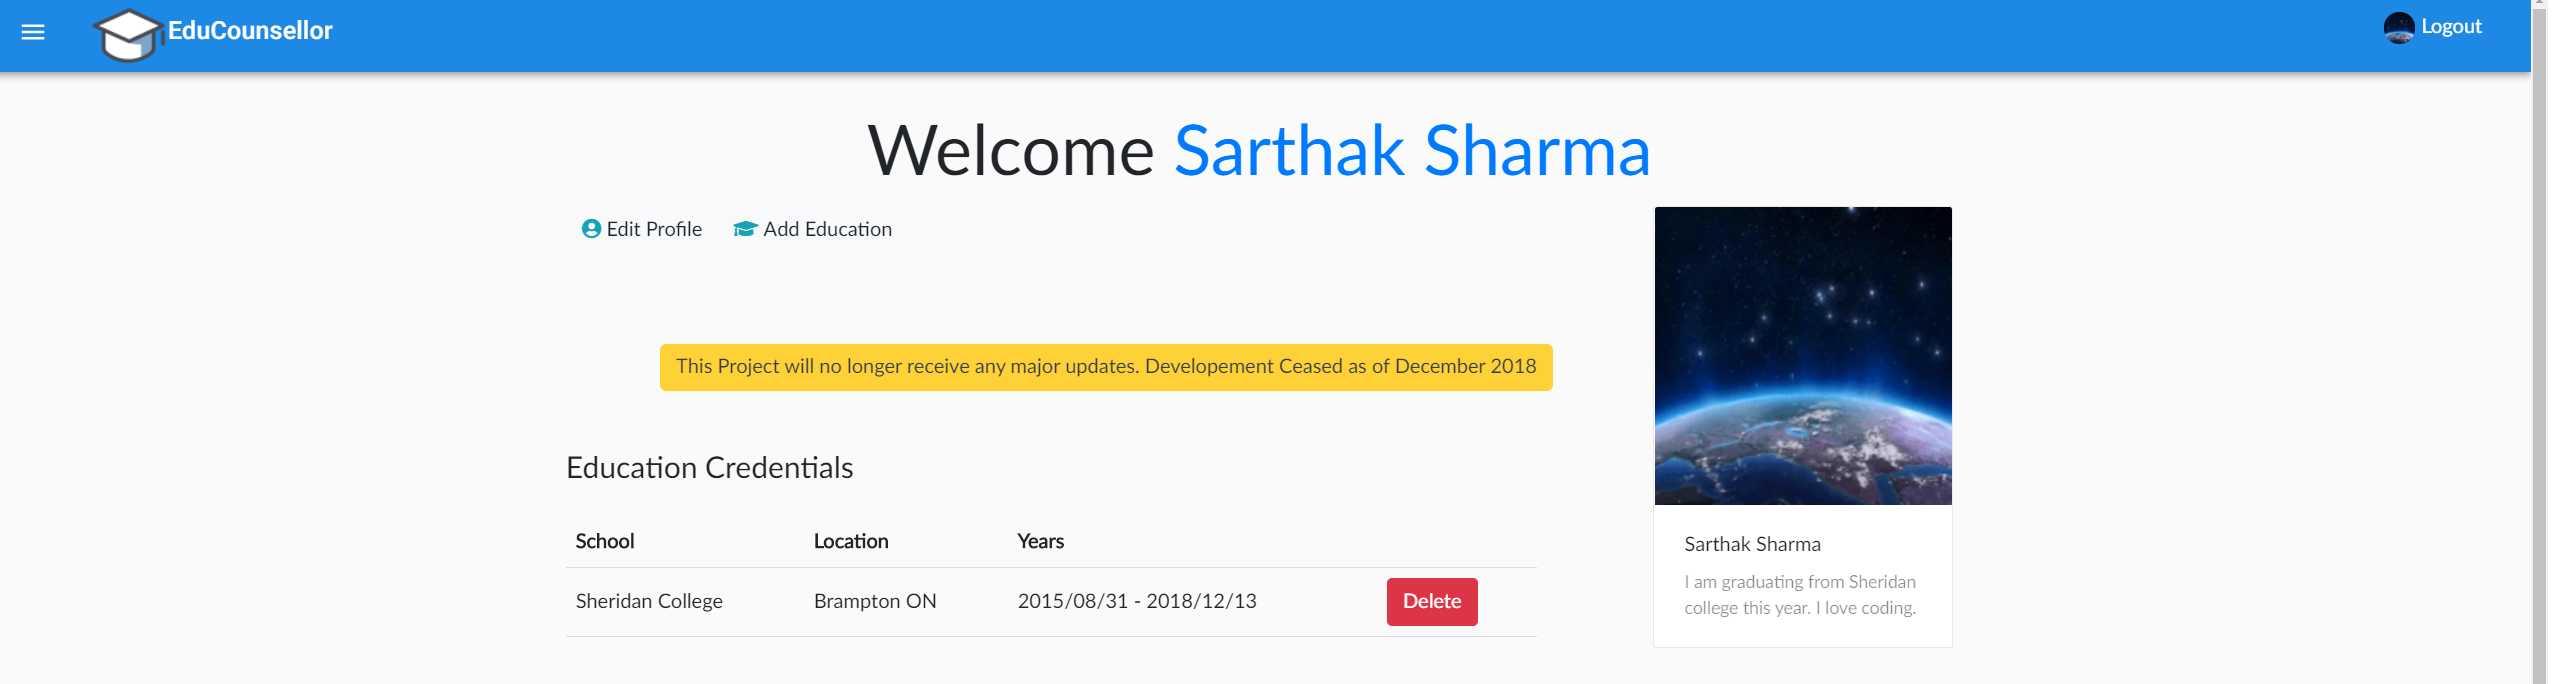 EduCounsellor
Logout
Welcome Sarthak Sharma
Edit Profile Add Education
This Project will no longer receive any major updates. Developement Ceased as of December 2018
Education Credentials
School Location Years
Sheridan College Brampton ON 2015/08/31 - 2018/12/13 Delete
Sarthak Sharma
I am graduating from Sheridan
college this year. I love coding.